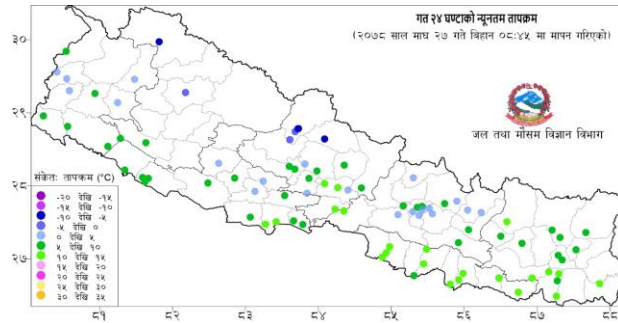 गत २४ घण्टाको न्यूनतम तापक्रम
(२०७८ साल माघ २७ गते बिहान ०८:४५ मा मापन गरिएको)
जल तथा मौसम विज्ञान विभाग
३०
२९
२८
२७
संकेतः तापक्रम (°C)
-२० देखि -१५
-१५ देखि -१०
-१० देखि -५
-५ देखि ०
० देखि ५
५ देखि १०
१० देखि १५
१५ देखि २०
२० देखि २५
२५ देखि ३०
३० देखि ३५
८१ ८२ ८३ ८४ ८५ ८६ ८७ ८८